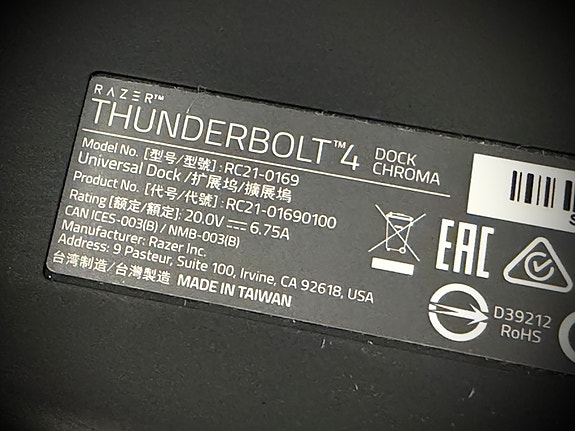 RAZER™
THUNDERBOLT™4 DOCK CHROMA
Model No. [型号/型號] : RC21-0169
Universal Dock /扩展坞/擴展塢
Product No. [代号/代號] : RC21-01690100
Rating [额定/額定]: 20.0V ⎓ 6.75A
CAN ICES-003(B) / NMB-003(B)
Manufacturer: Razer Inc.
Address: 9 Pasteur, Suite 100, Irvine, CA 92618, USA
台湾制造/台灣製造 MADE IN TAIWAN
EAC
D39212
RoHS